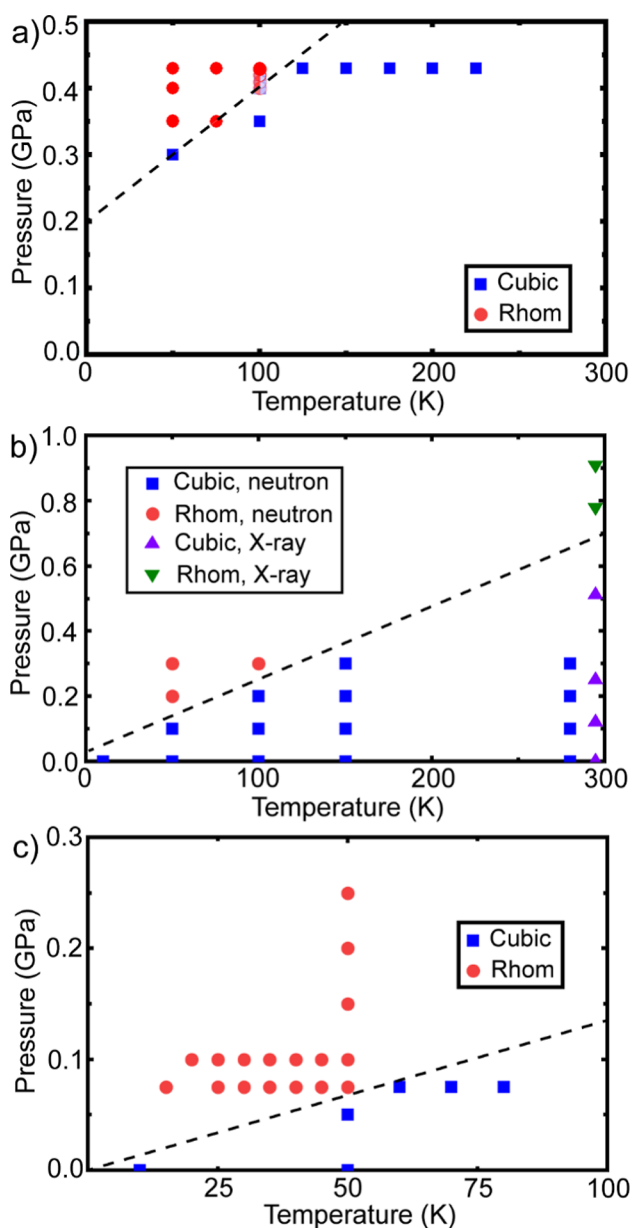 a)
0.5
0.4
0.3
0.2
0.1
0.0
Pressure (GPa)
Cubic
Rhom
0 100 200 300
Temperature (K)
b)
1.0
0.8
0.6
0.4
0.2
0.0
Pressure (GPa)
Cubic, neutron
Rhom, neutron
Cubic, X-ray
Rhom, X-ray
0 100 200 300
Temperature (K)
c)
0.3
0.2
0.1
0.0
Pressure (GPa)
Cubic
Rhom
25 50 75 100
Temperature (K)